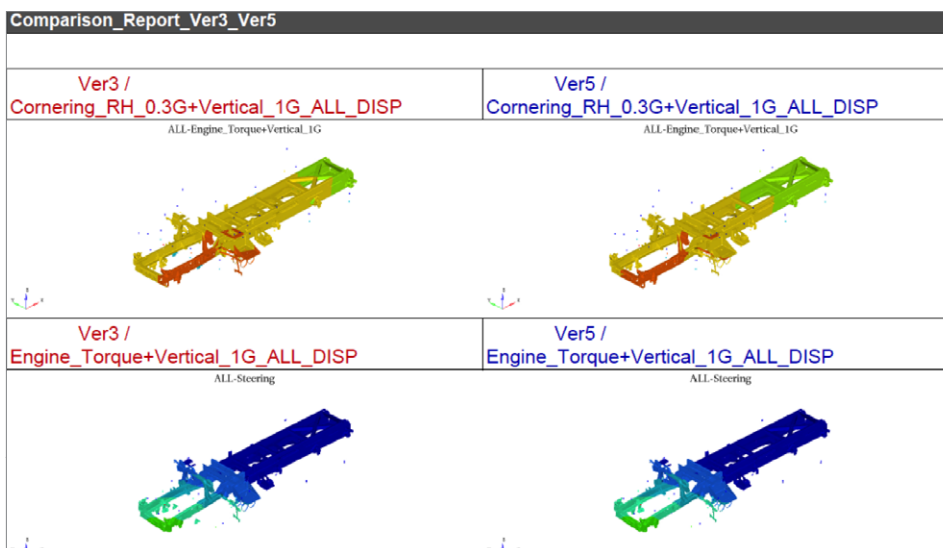 Comparison_Report_Ver3_Ver5
Ver3 /
Cornering_RH_0.3G+Vertical_1G_ALL_DISP
Ver5 /
Cornering_RH_0.3G+Vertical_1G_ALL_DISP
ALL-Engine_Torque+Vertical_1G
ALL-Engine_Torque+Vertical_1G
Ver3 /
Engine_Torque+Vertical_1G_ALL_DISP
Ver5 /
Engine_Torque+Vertical_1G_ALL_DISP
ALL-Steering
ALL-Steering